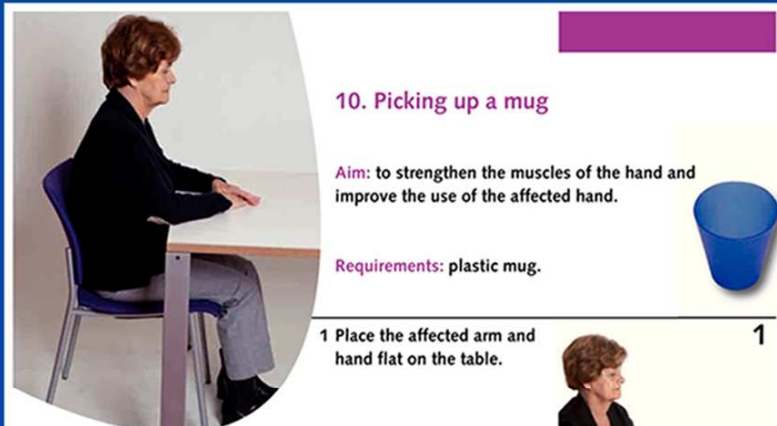 10. Picking up a mug
Aim: to strengthen the muscles of the hand and
improve the use of the affected hand.
Requirements: plastic mug.
1 Place the affected arm and
hand flat on the table.
1